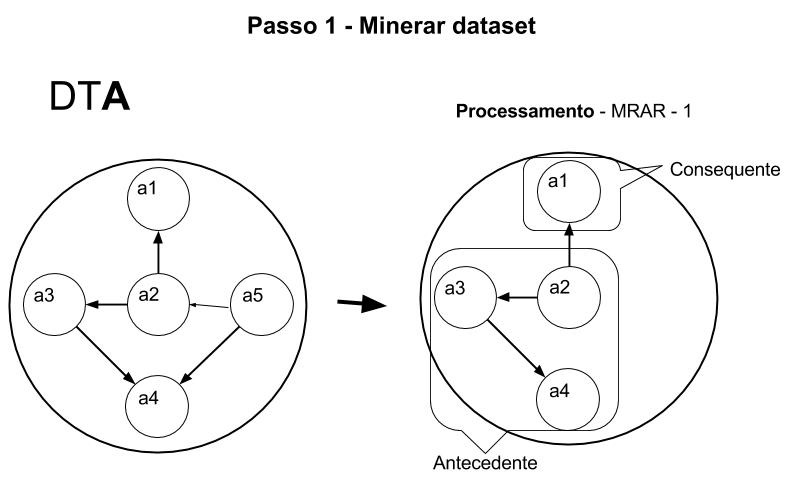 Passo 1 - Minerar dataset
DTA
Processamento - MRAR - 1
a1
a3
a2
a5
a4
a1
Consequente
a3
a2
a4
Antecedente